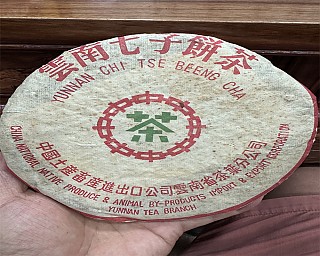 雲南七子餅茶
YUNNAN CHI TSE BEENG CHA
茶
中國土產畜產進出口公司雲南省茶葉分公司
CHINA NATIONAL NATIVE PRODUCE & ANIMAL BY-PRODUCTS IMPORT & EXPORT CORPORATION
YUNNAN TEA BRANCH